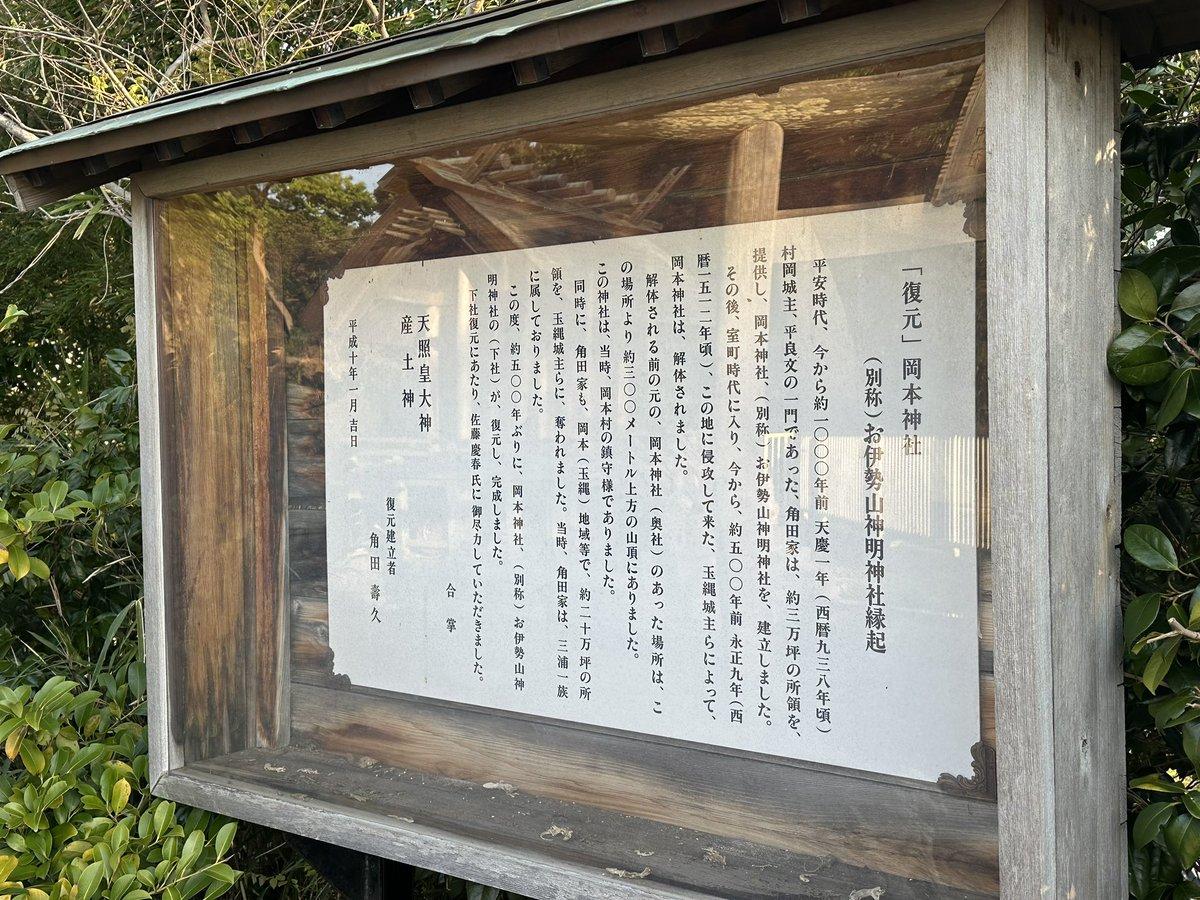 「復元」岡本神社
（別称）お伊勢山神明神社縁起
平安時代、今から約一〇〇〇年前 天慶一年（西暦九三八年頃）
村岡城主、平良文の一門であった、角田家は、約三万坪の所領を、
提供し、岡本神社、（別称）お伊勢山神明神社を、建立しました。
その後、室町時代に入り、今から、約五〇〇年前 永正九年（西
暦一五一二年頃）、この地に侵攻して来た、玉縄城主らによって、
岡本神社は、解体されました。
解体される前の元の、岡本神社（奥社）のあった場所は、こ
の場所より 約三〇〇メートル上方の山頂にありました。
この神社は、当時、岡本村の鎮守様でありました。
同時に、角田家も、岡本（玉縄）地域等で、約二十万坪の所
領を、玉縄城主らに、奪われました。当時、角田家は、三浦一族
に属しておりました。
この度、約五〇〇年ぶりに、岡本神社、（別称）お伊勢山神
明神社の（下社）が、復元し、完成しました。
下社復元にあたり、佐藤慶春氏に 御尽力していただきました。
合掌
天照皇大神
産土神
復元建立者
角田 壽久
平成十年一月吉日